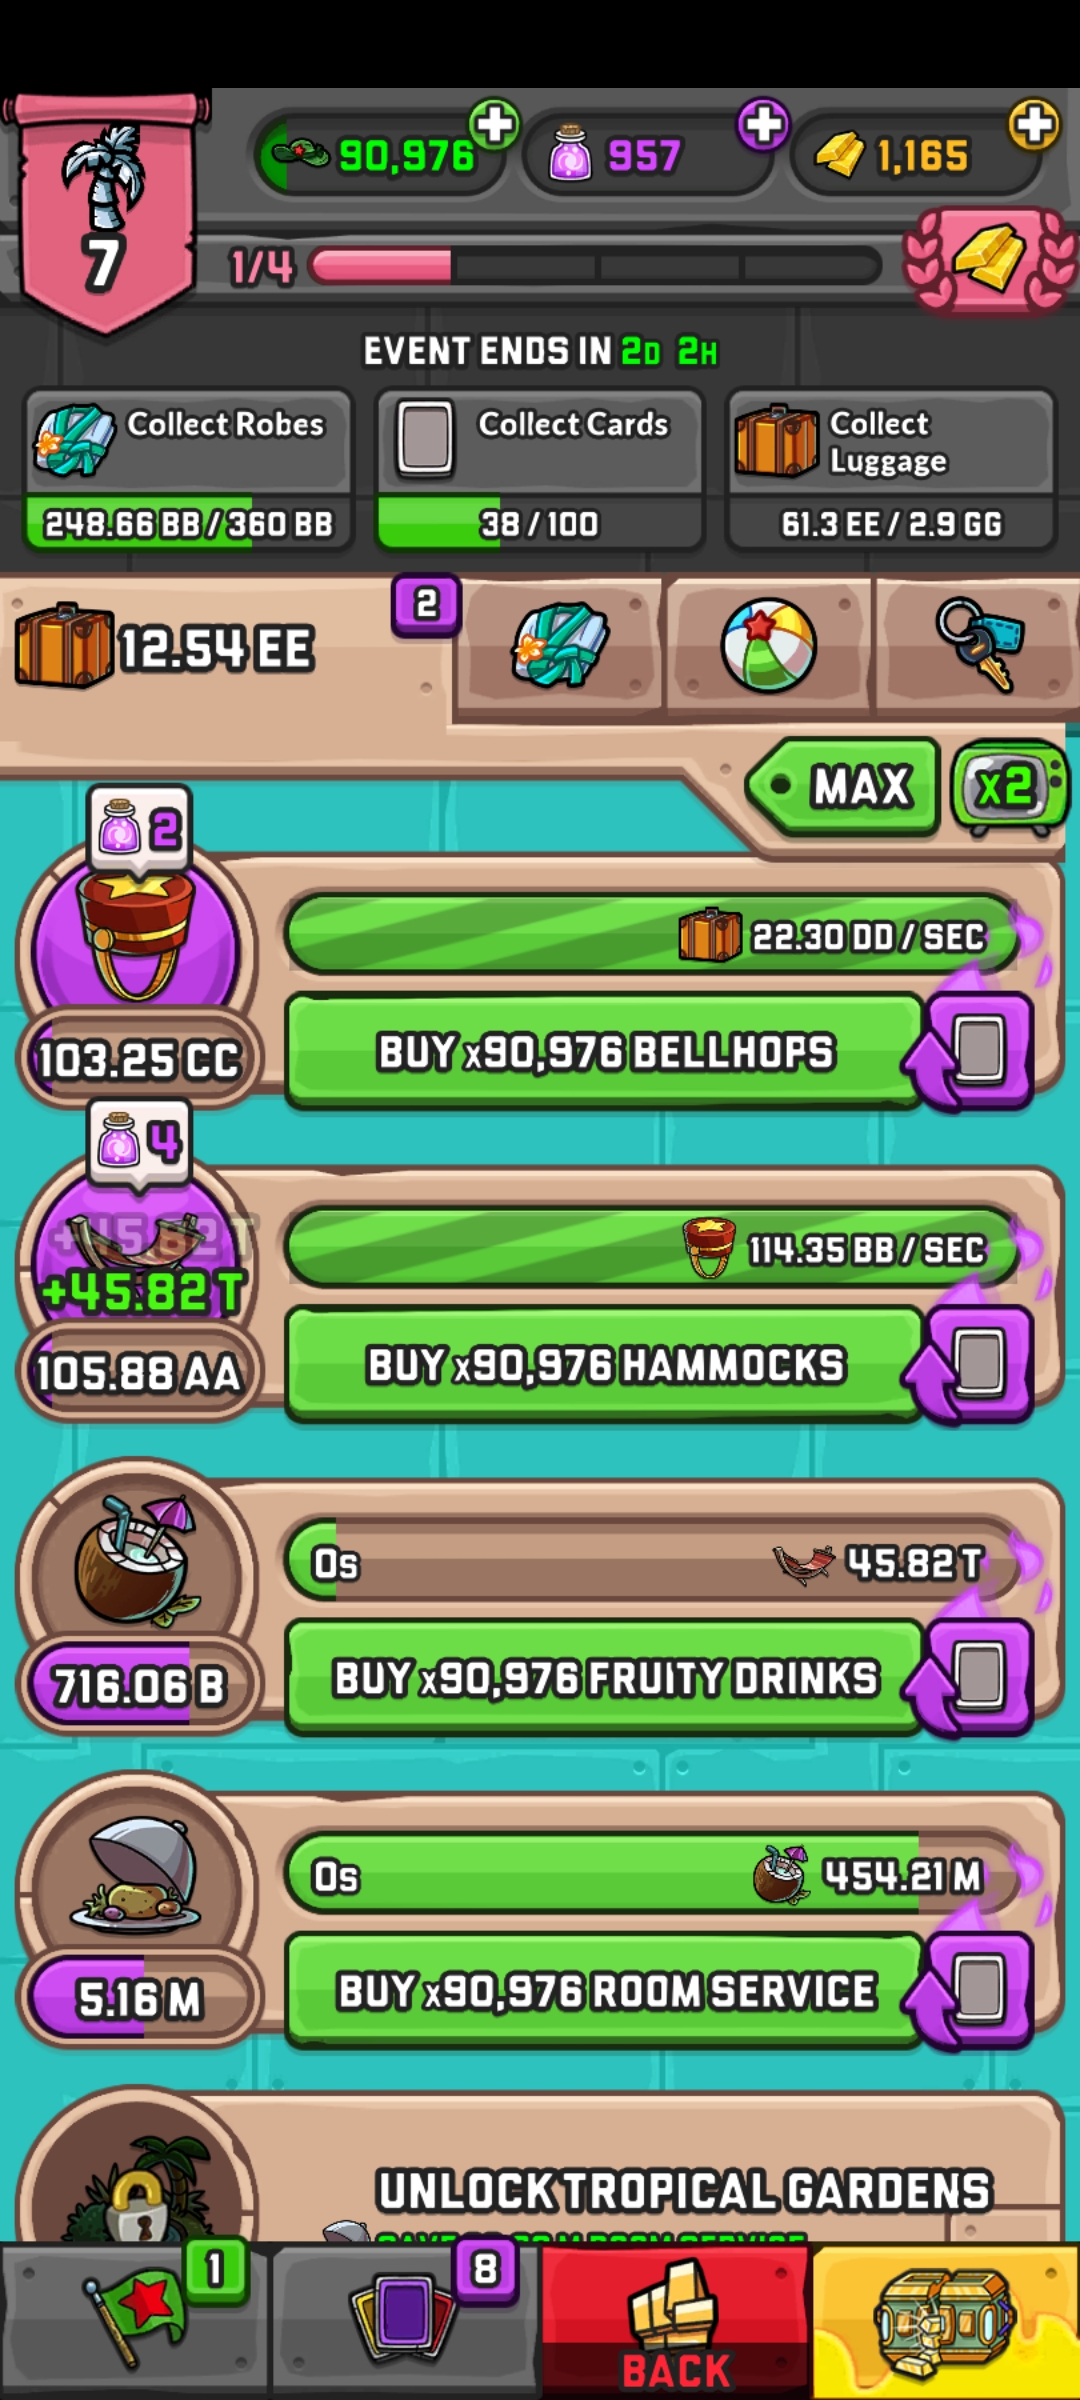 90,976
957
1,165
7
1/4
EVENT ENDS IN 2D 2H
Collect Robes
Collect Cards
Collect
Luggage
248.66 BB / 360 BB
38 / 100
61.3 EE / 2.9 GG
12.54 EE
2
MAX
x2
2
22.30 DD / SEC
103.25 CC
BUY x90,976 BELLHOPS
4
+45.82 T
+45.82 T
114.35 BB / SEC
105.88 AA
BUY x90,976 HAMMOCKS
0s
45.82 T
716.06 B
BUY x90,976 FRUITY DRINKS
0s
454.21 M
5.16 M
BUY x90,976 ROOM SERVICE
UNLOCK TROPICAL GARDENS
ROOM SERVICE
1
8
BACK